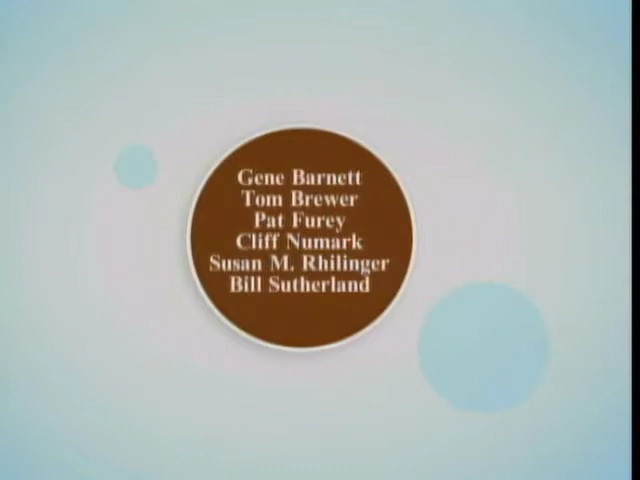 Gene Barnett
Tom Brewer
Pat Furey
Cliff Numark
Susan M. Rhilinger
Bill Sutherland